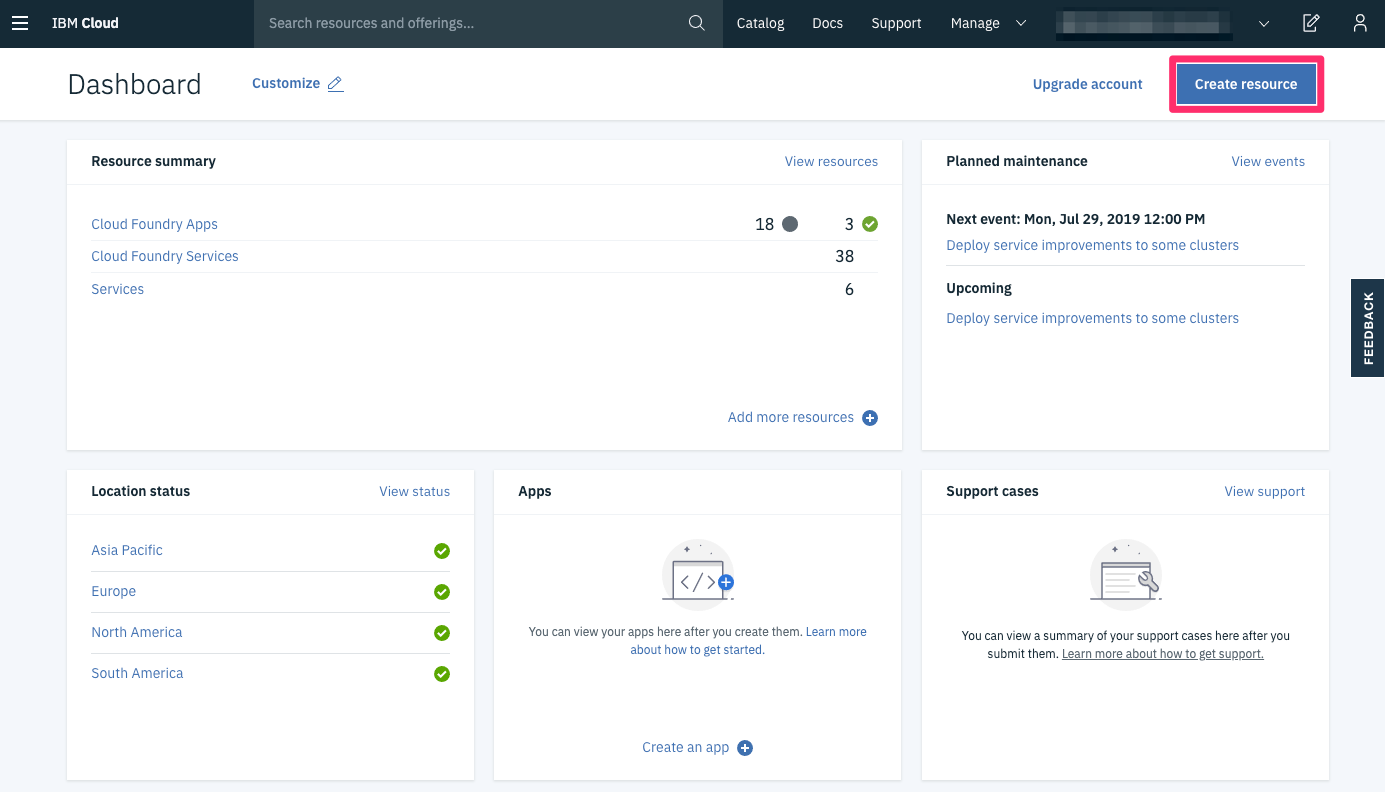 IBM Cloud
Search resources and offerings...
Catalog
Docs
Support
Manage
Dashboard
Customize
Upgrade account
Create resource
Resource summary
View resources
Cloud Foundry Apps 18 3
Cloud Foundry Services 38
Services 6
Add more resources
Planned maintenance
View events
Next event: Mon, Jul 29, 2019 12:00 PM
Deploy service improvements to some clusters
Upcoming
Deploy service improvements to some clusters
FEEDBACK
Location status
View status
Asia Pacific
Europe
North America
South America
Apps
You can view your apps here after you create them. Learn more
about how to get started.
Create an app
Support cases
View support
You can view a summary of your support cases here after you
submit them. Learn more about how to get support.